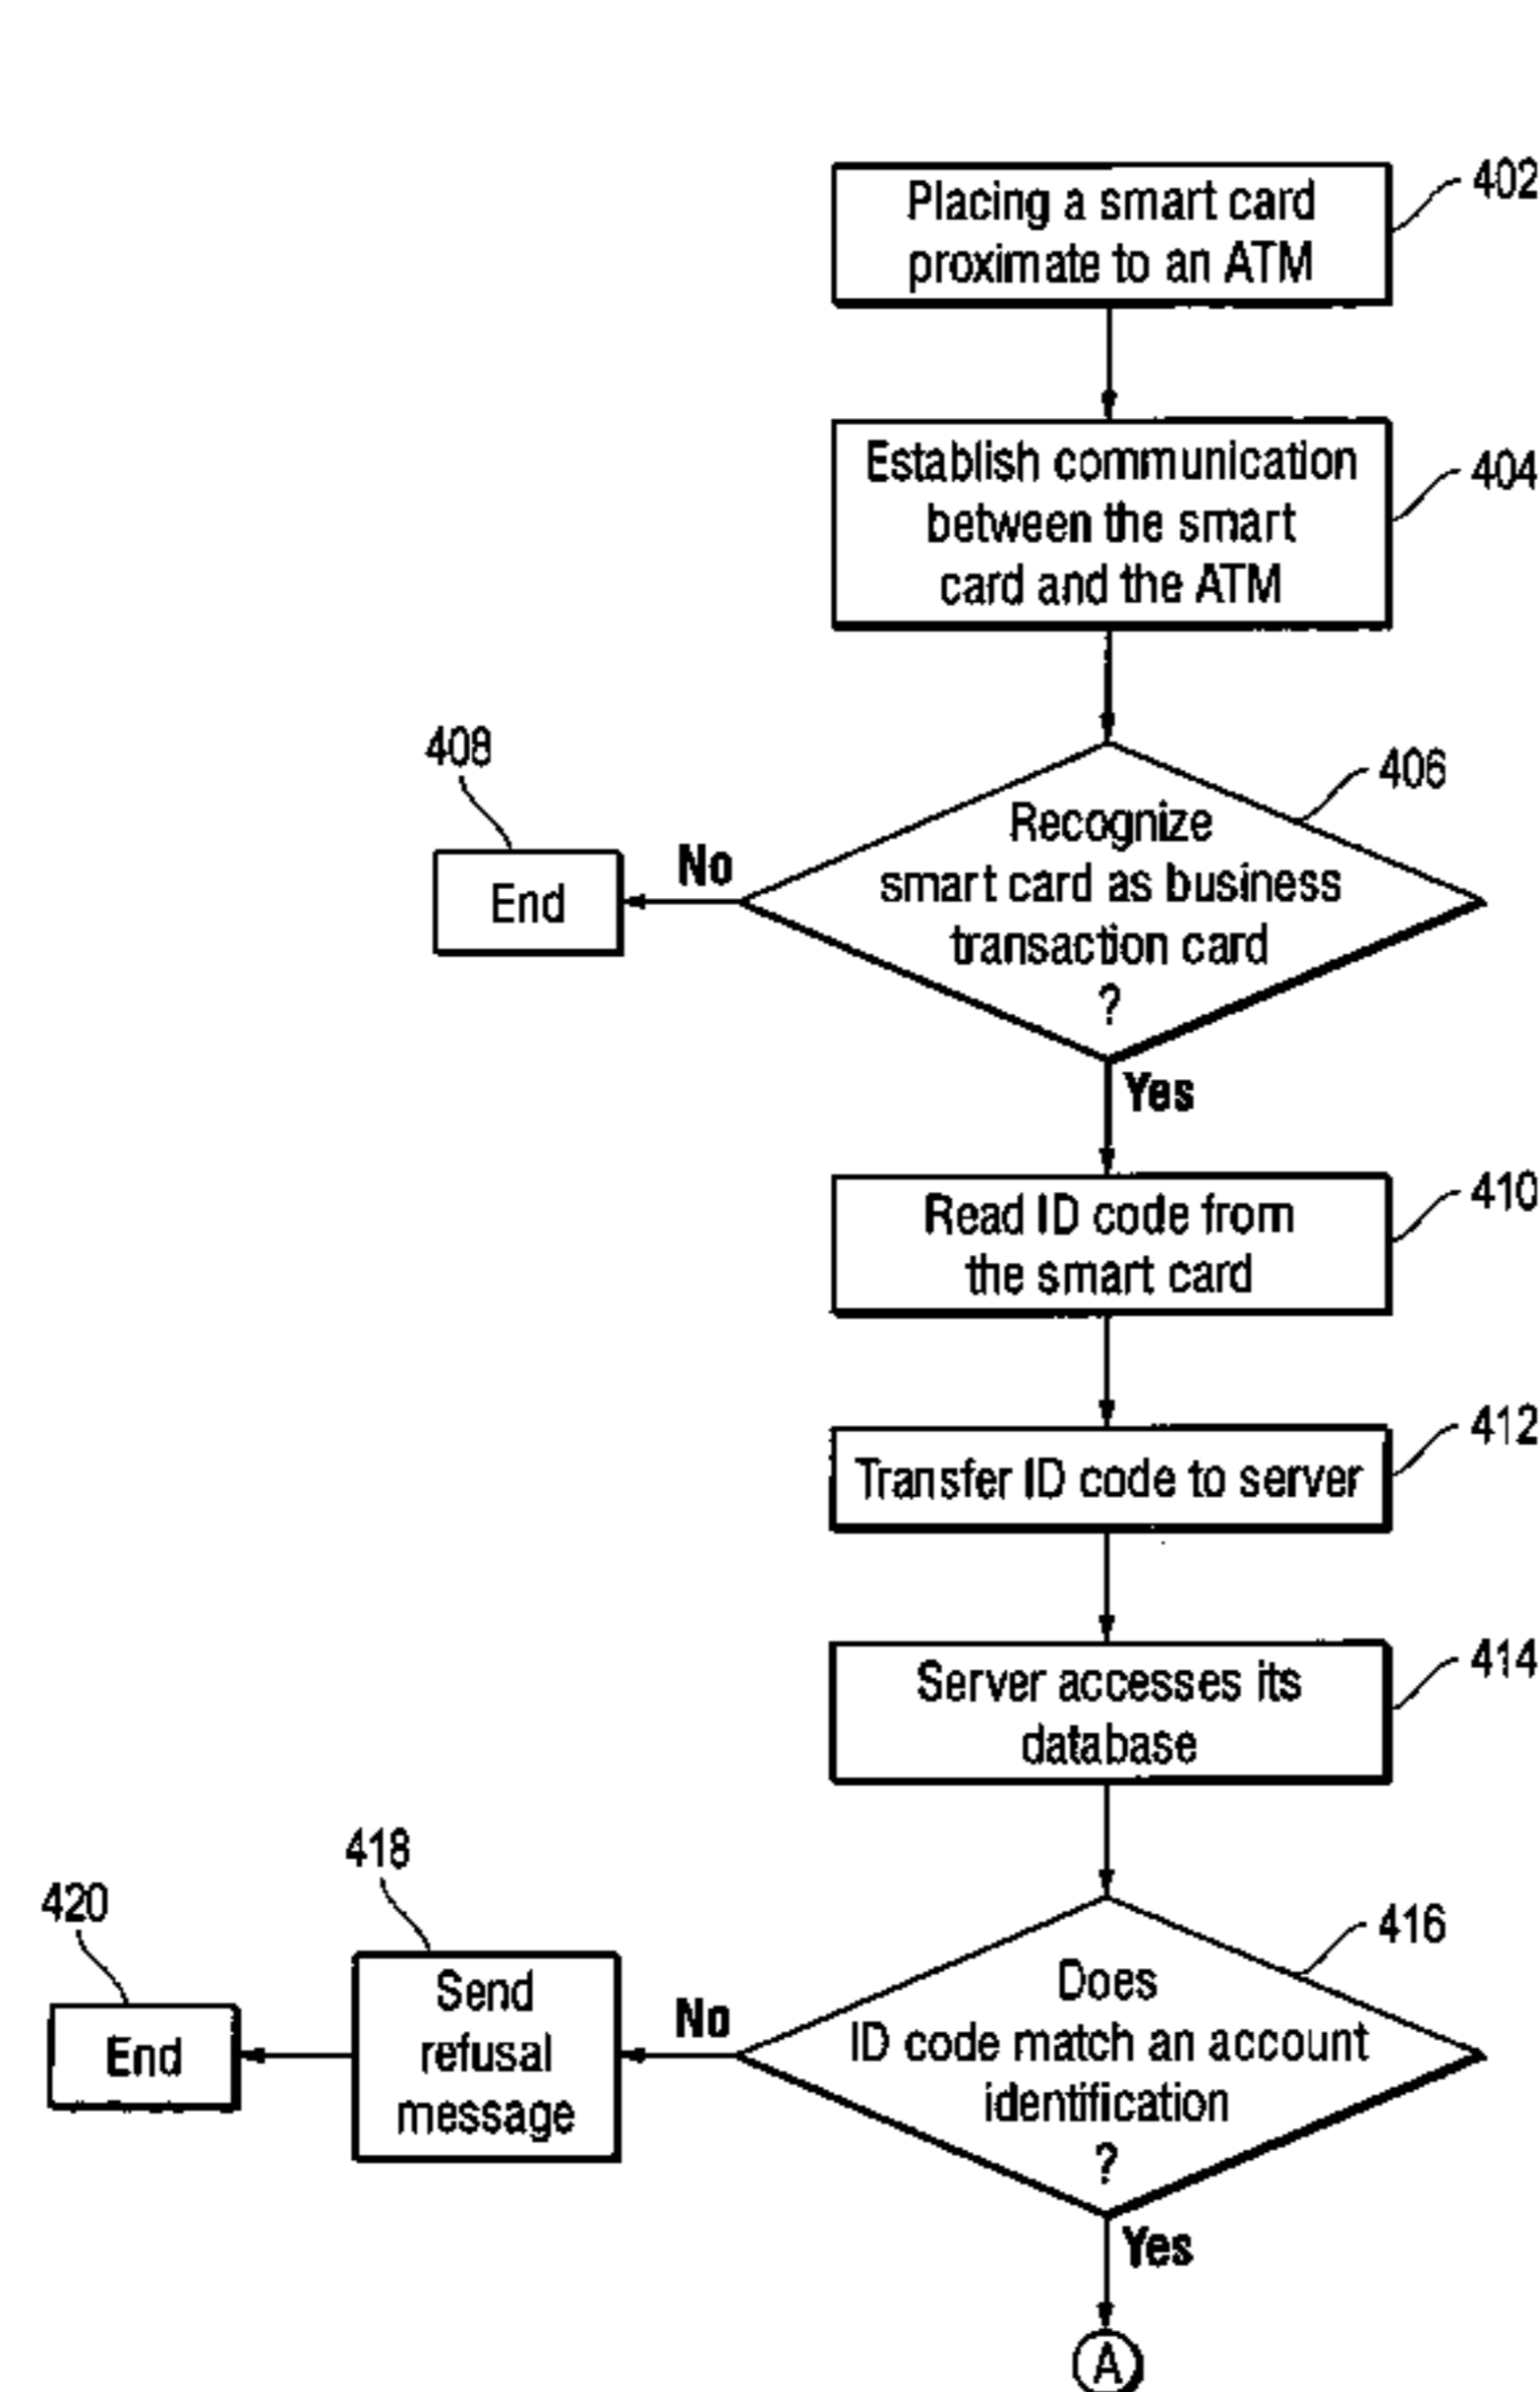 402
Placing a smart card
proximate to an ATM
404
Establish communication
between the smart
card and the ATM
408
406
Recognize
smart card as business
transaction card
?
No
End
Yes
410
Read ID code from
the smart card
412
Transfer ID code to server
414
Server accesses its
database
418
420
416
Does
ID code match an account
identification
?
No
Send
refusal
message
End
Yes
A